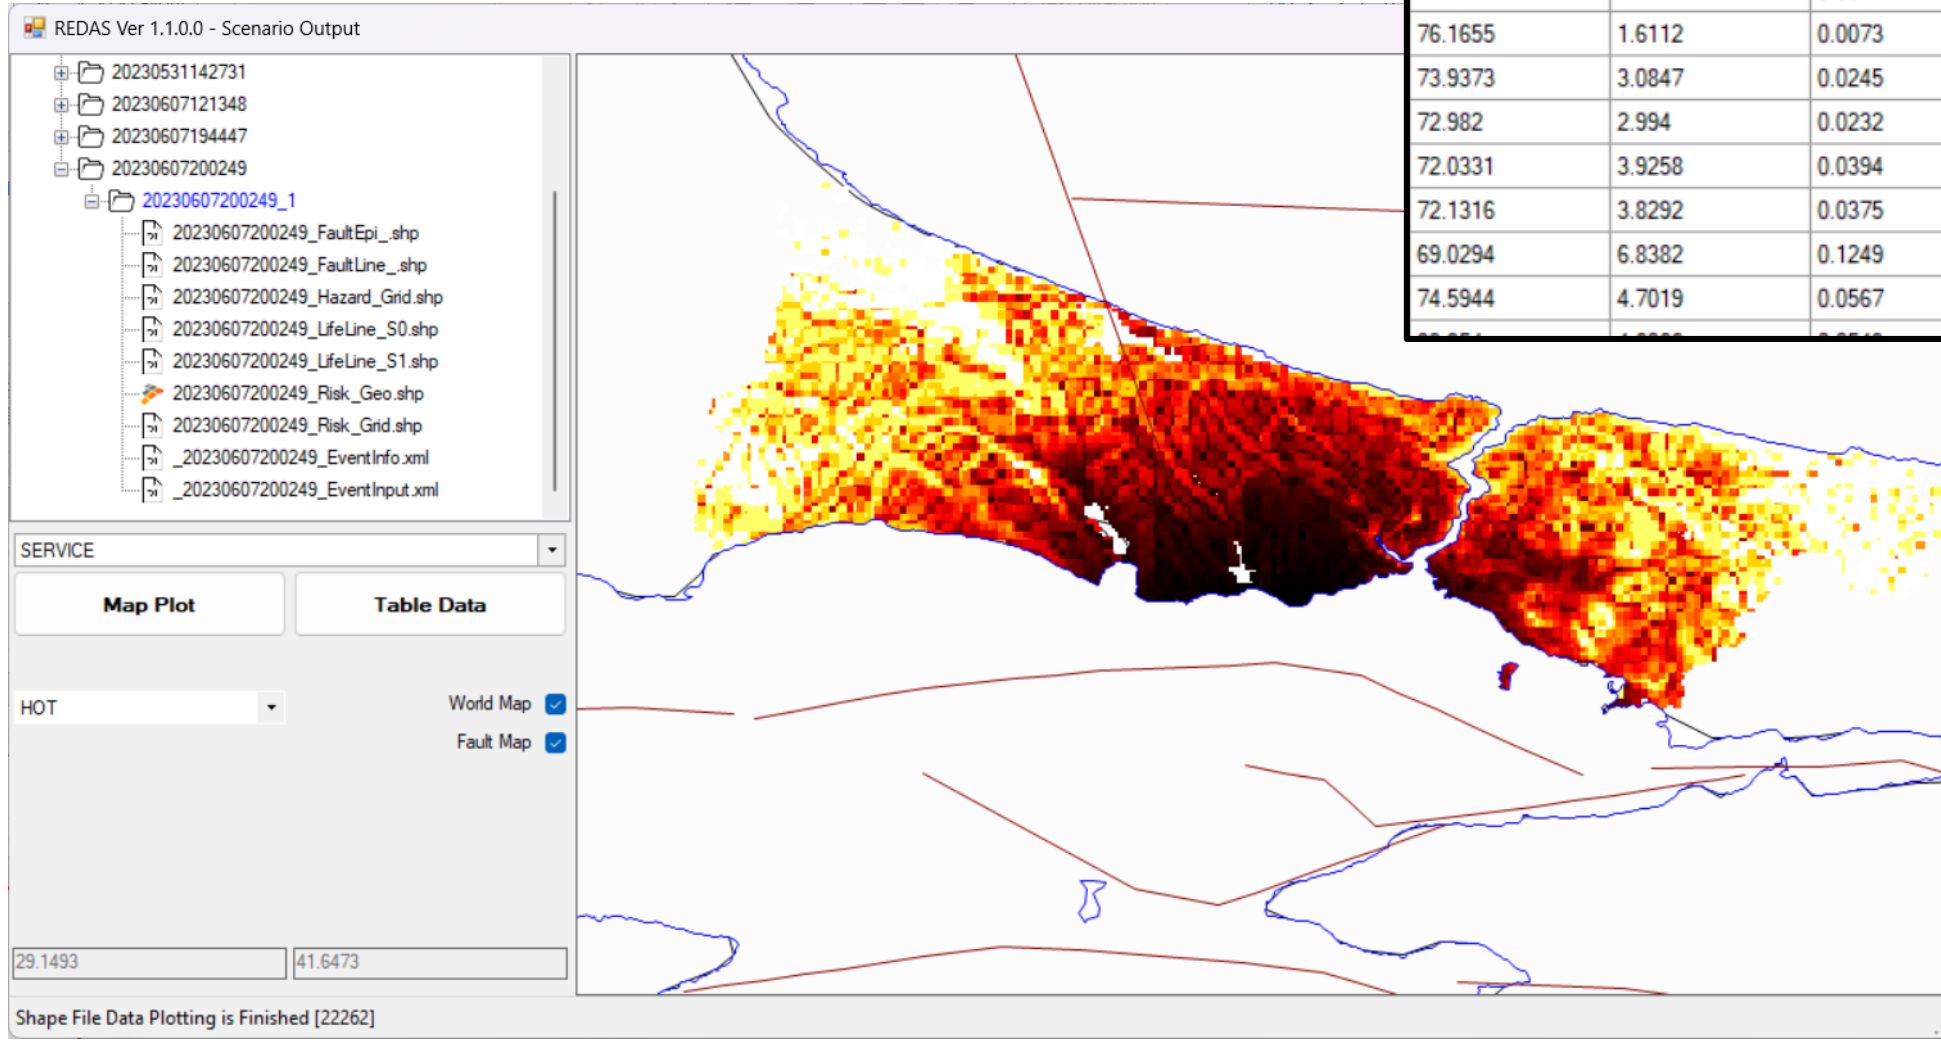 REDAS Ver 1.1.0.0 - Scenario Output
20230531142731
20230607121348
20230607194447
20230607200249
20230607200249_1
20230607200249_FaultEpi_.shp
20230607200249_FaultLine_.shp
20230607200249_Hazard_Grid.shp
20230607200249_LifeLine_S0.shp
20230607200249_LifeLine_S1.shp
20230607200249_Risk_Geo.shp
20230607200249_Risk_Grid.shp
_20230607200249_EventInfo.xml
_20230607200249_EventInput.xml
SERVICE
Map Plot Table Data
HOT
World Map
Fault Map
29.1493 41.6473
Shape File Data Plotting is Finished [22262]
76.1655 1.6112 0.0073
73.9373 3.0847 0.0245
72.982 2.994 0.0232
72.0331 3.9258 0.0394
72.1316 3.8292 0.0375
69.0294 6.8382 0.1249
74.5944 4.7019 0.0567